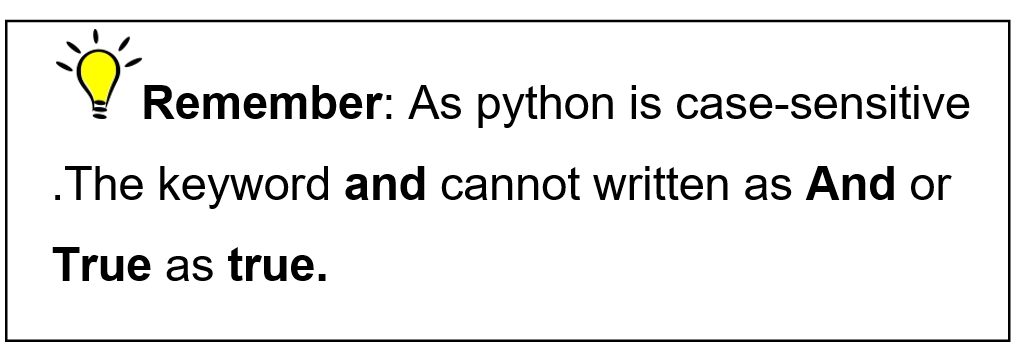 Remember: As python is case-sensitive
.The keyword and cannot written as And or
True as true.